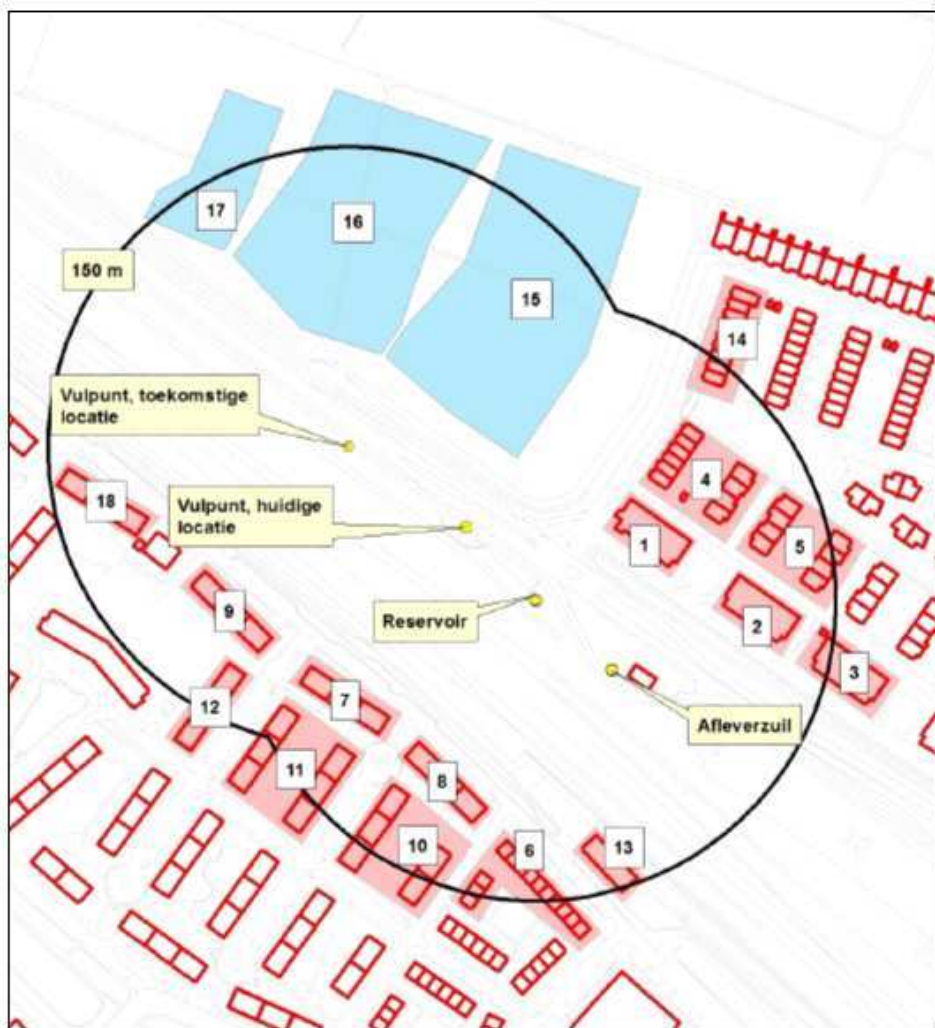 17
16
150 m
15
14
Vulpunt, toekomstige
locatie
4
18
Vulpunt, huidige
locatie
1
5
9
Reservoir
2
3
7
12
Afleverzuil
11
8
10
6
13